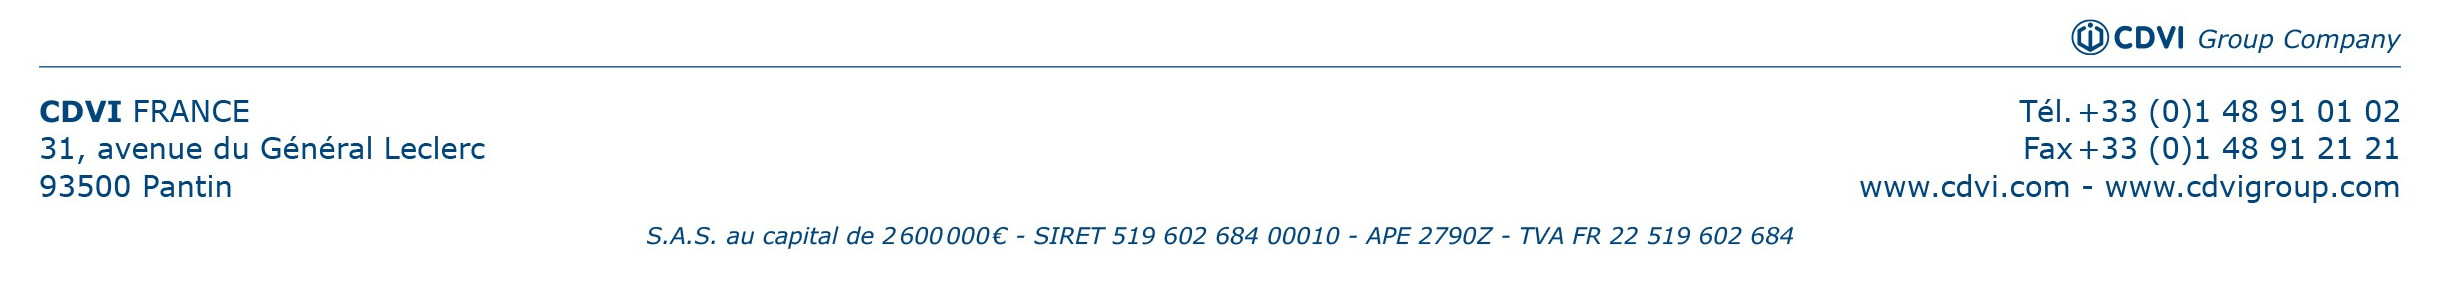 CDVI Group Company
CDVI FRANCE
31, avenue du Général Leclerc
93500 Pantin
Tél. +33 (0)1 48 91 01 02
Fax +33 (0)1 48 91 21 21
www.cdvi.com - www.cdvigroup.com
S.A.S. au capital de 2 600 000 € - SIRET 519 602 684 00010 - APE 2790Z - TVA FR 22 519 602 684